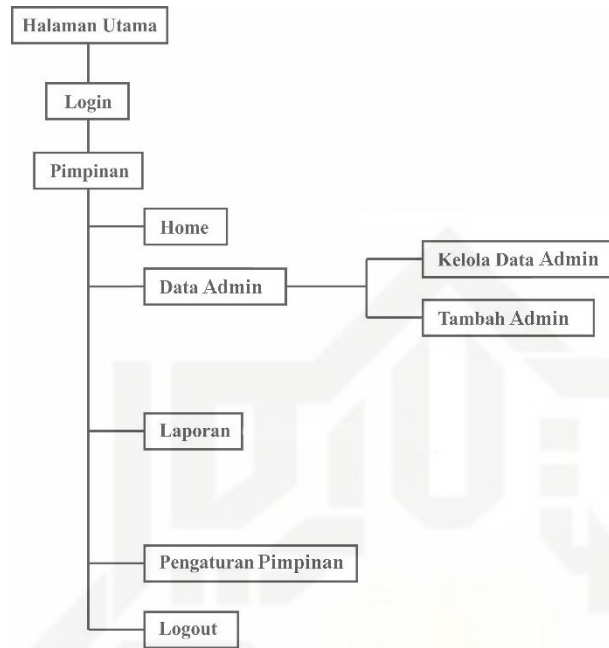 Halaman Utama
Login
Pimpinan
Home
Data Admin
Kelola Data Admin
Tambah Admin
Laporan
Pengaturan Pimpinan
Logout